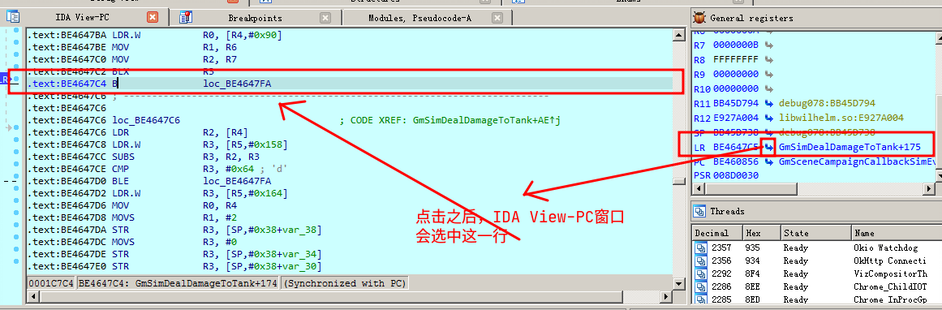 IDA View-PC
Breakpoints
Modules, Pseudocode-A
General registers
.text:BE4647BA LDR.W R0, [R4,#0x90]
.text:BE4647BE MOV R1, R6
.text:BE4647C0 MOV R2, R7
.text:BE4647C2 BLX R3
.text:BE4647C4 B loc_BE4647FA
.text:BE4647C6 ; ---------------------------------------------------------------------------
.text:BE4647C6
.text:BE4647C6 loc_BE4647C6 ; CODE XREF: GmSimDealDamageToTank+AE↑j
.text:BE4647C6 LDR R2, [R4]
.text:BE4647C8 LDR.W R3, [R5,#0x158]
.text:BE4647CC SUBS R3, R2, R3
.text:BE4647CE CMP R3, #0x64 ; 'd'
.text:BE4647D0 BLE loc_BE4647FA
.text:BE4647D2 LDR.W R3, [R5,#0x164]
.text:BE4647D6 MOV R0, R4
.text:BE4647D8 MOVS R1, #2
.text:BE4647DA STR R3, [SP,#0x38+var_38]
.text:BE4647DC MOVS R3, #0
.text:BE4647DE STR R3, [SP,#0x38+var_34]
.text:BE4647E0 STR R3, [SP,#0x38+var_30]
0001C7C4 BE4647C4: GmSimDealDamageToTank+174 (Synchronized with PC)
R7 0000000B
R8 FFFFFFFF
R9 00000000
R10 00000000
R11 BB45D794 debug078:BB45D794
R12 E927A004 libwilhelm.so:E927A004
SP BB45D738 debug078:BB45D738
LR BE4647C5 GmSimDealDamageToTank+175
PC BE460856 GmSceneCampaignCallbackSimEv
PSR 008D0030
点击之后，IDA View-PC窗口
会选中这一行
Threads
Decimal Hex State Name
2357 935 Ready Okio Watchdog
2356 934 Ready OkHttp Connecti
2292 8F4 Ready VizCompositorTh
2286 8EE Ready Chrome_ChildIOT
2285 8ED Ready Chrome_InProcGp